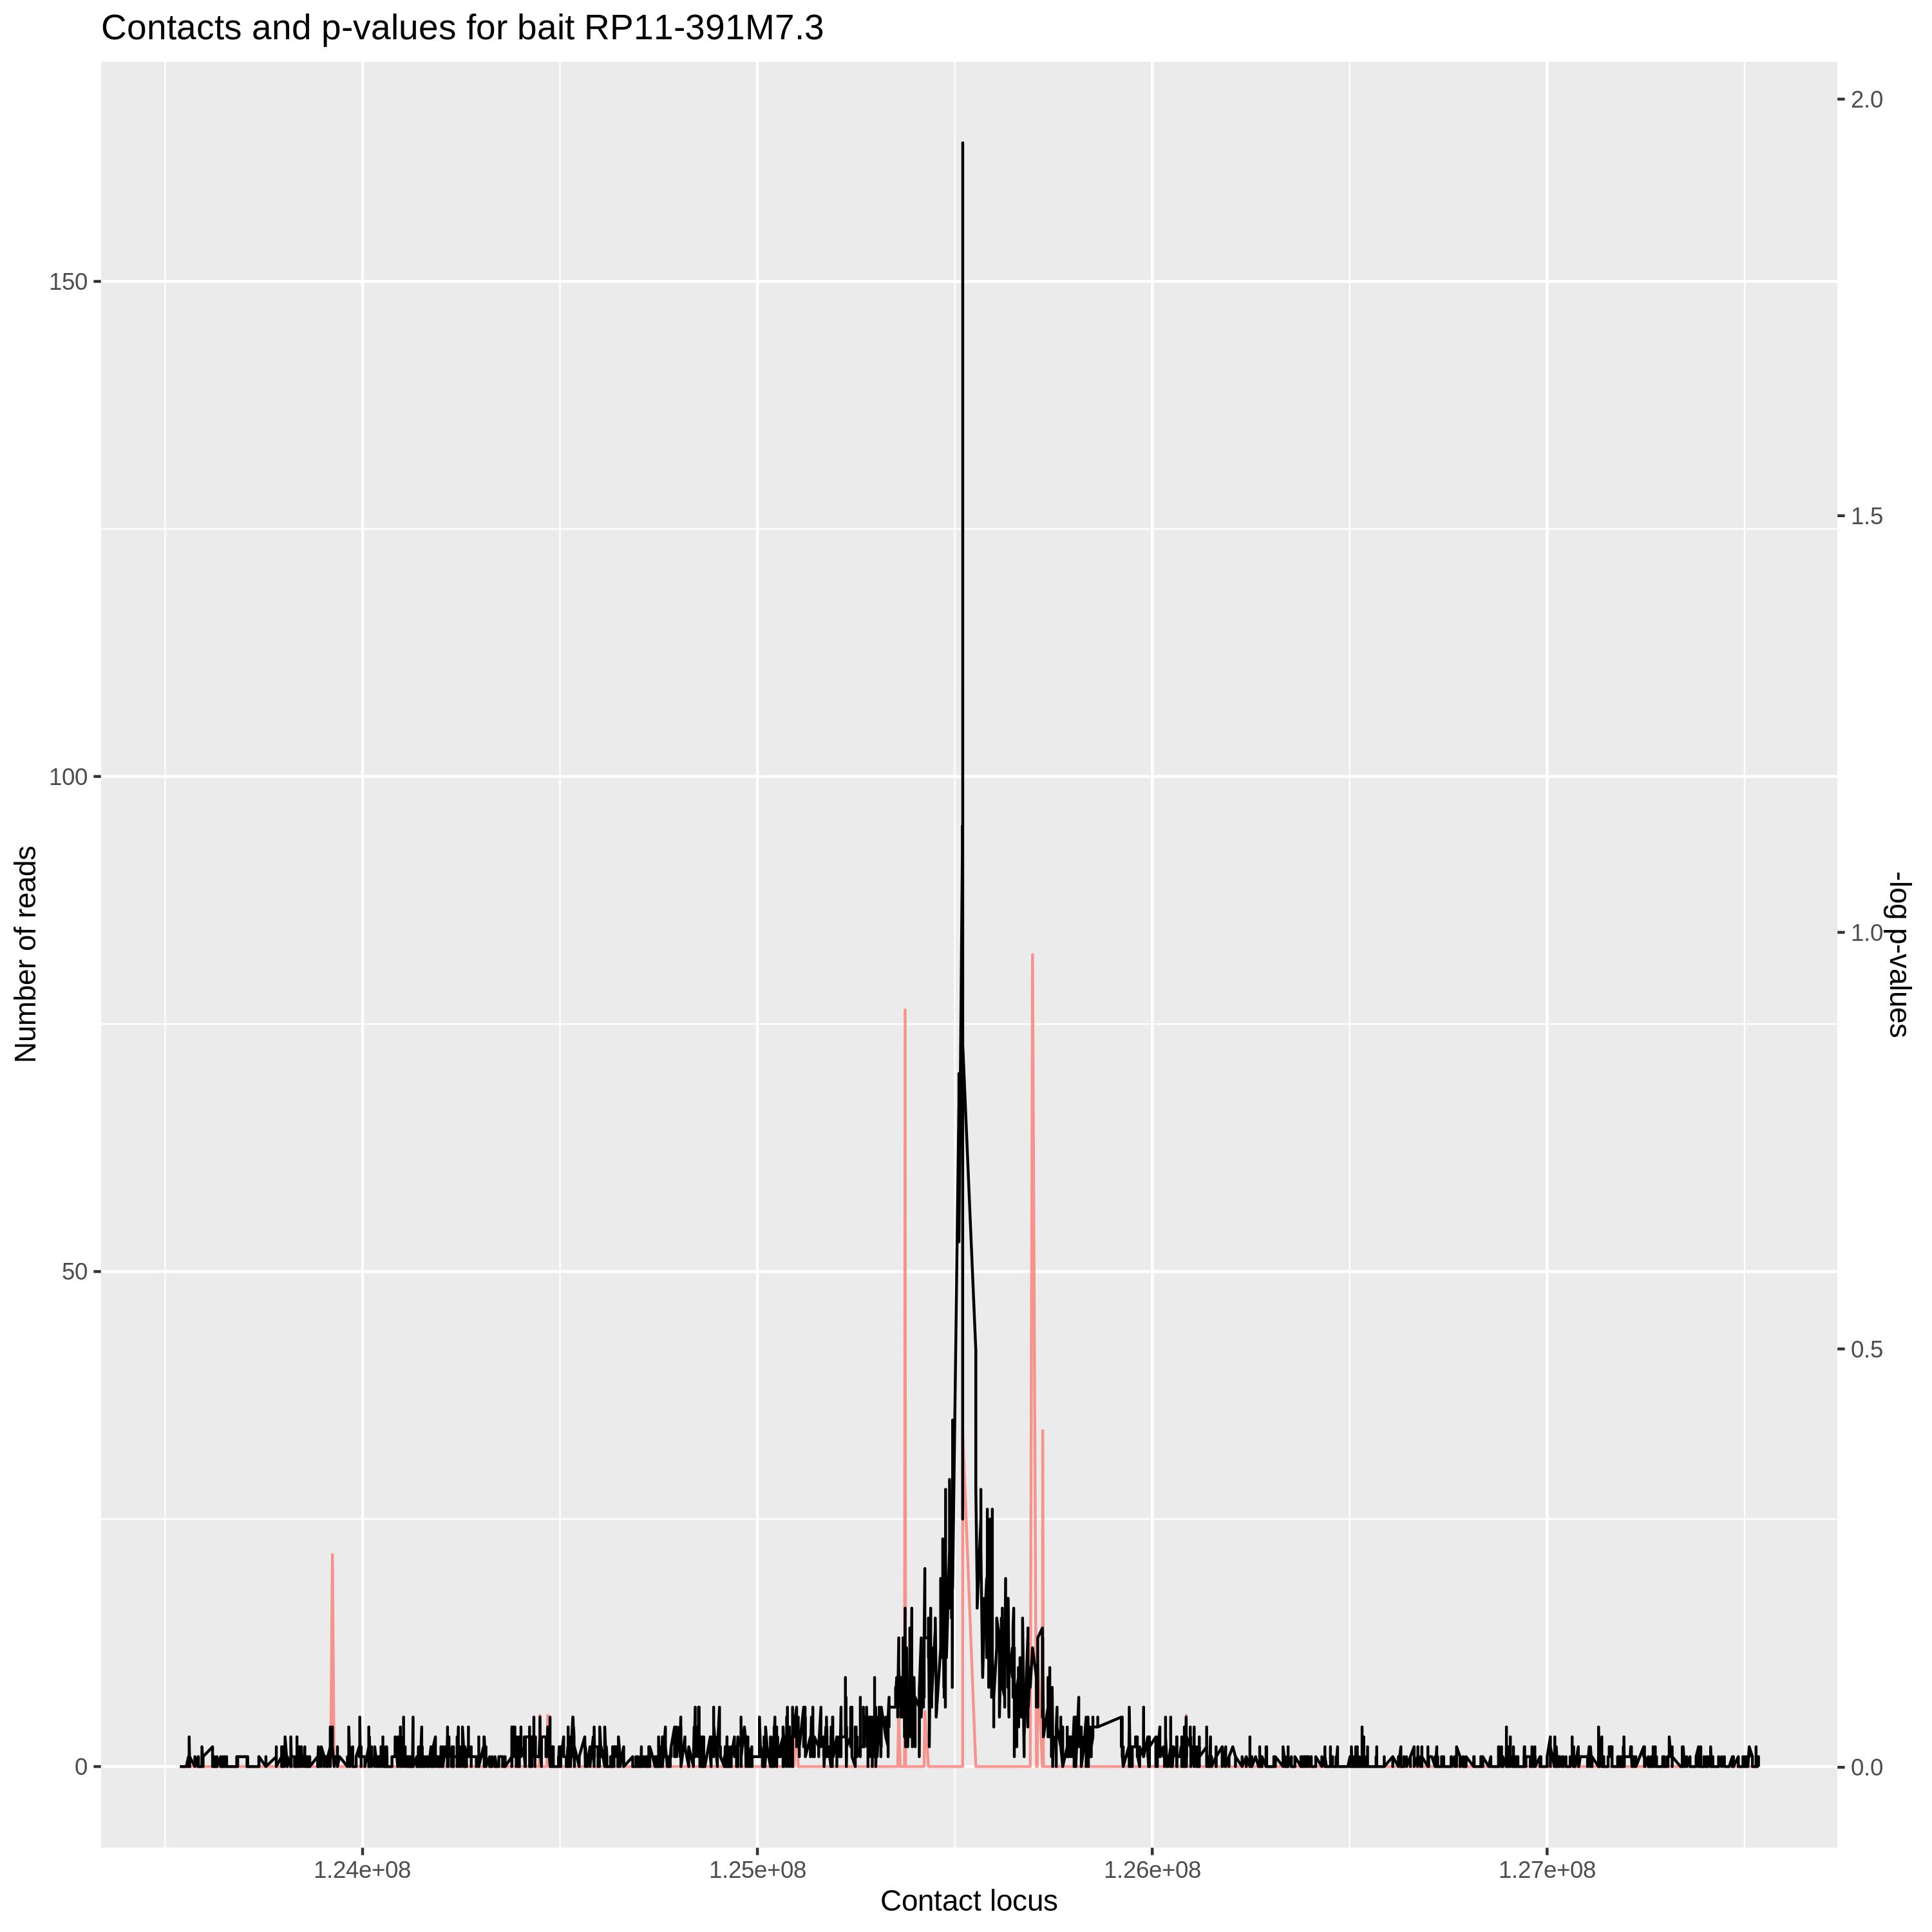 Contacts and p-values for bait RP11-391M7.3
150
100
50
0
Number of reads
2.0
1.5
1.0
0.5
0.0
-log p-values
1.24e+08
1.25e+08
1.26e+08
1.27e+08
Contact locus